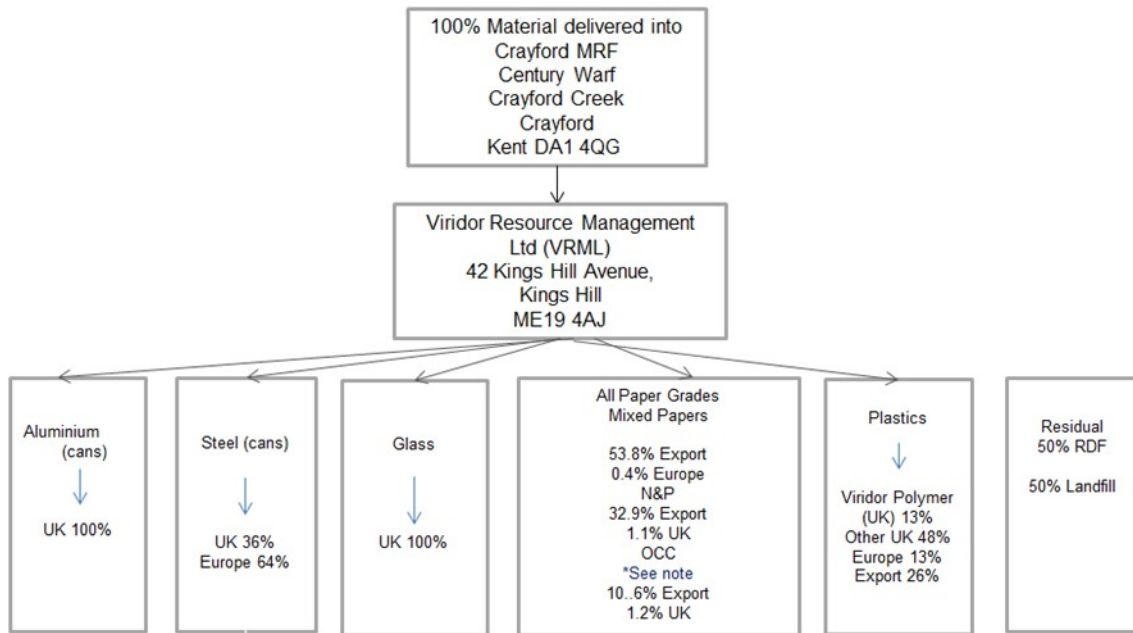 100% Material delivered into
Crayford MRF
Century Warf
Crayford Creek
Crayford
Kent DA1 4QG
Viridor Resource Management
Ltd (VRML)
42 Kings Hill Avenue,
Kings Hill
ME19 4AJ
Aluminium
(cans)
UK 100%
Steel (cans)
UK 36%
Europe 64%
Glass
UK 100%
All Paper Grades
Mixed Papers
53.8% Export
0.4% Europe
N&P
32.9% Export
1.1% UK
OCC
*See note
10..6% Export
1.2% UK
Plastics
Viridor Polymer
(UK) 13%
Other UK 48%
Europe 13%
Export 26%
Residual
50% RDF
50% Landfill